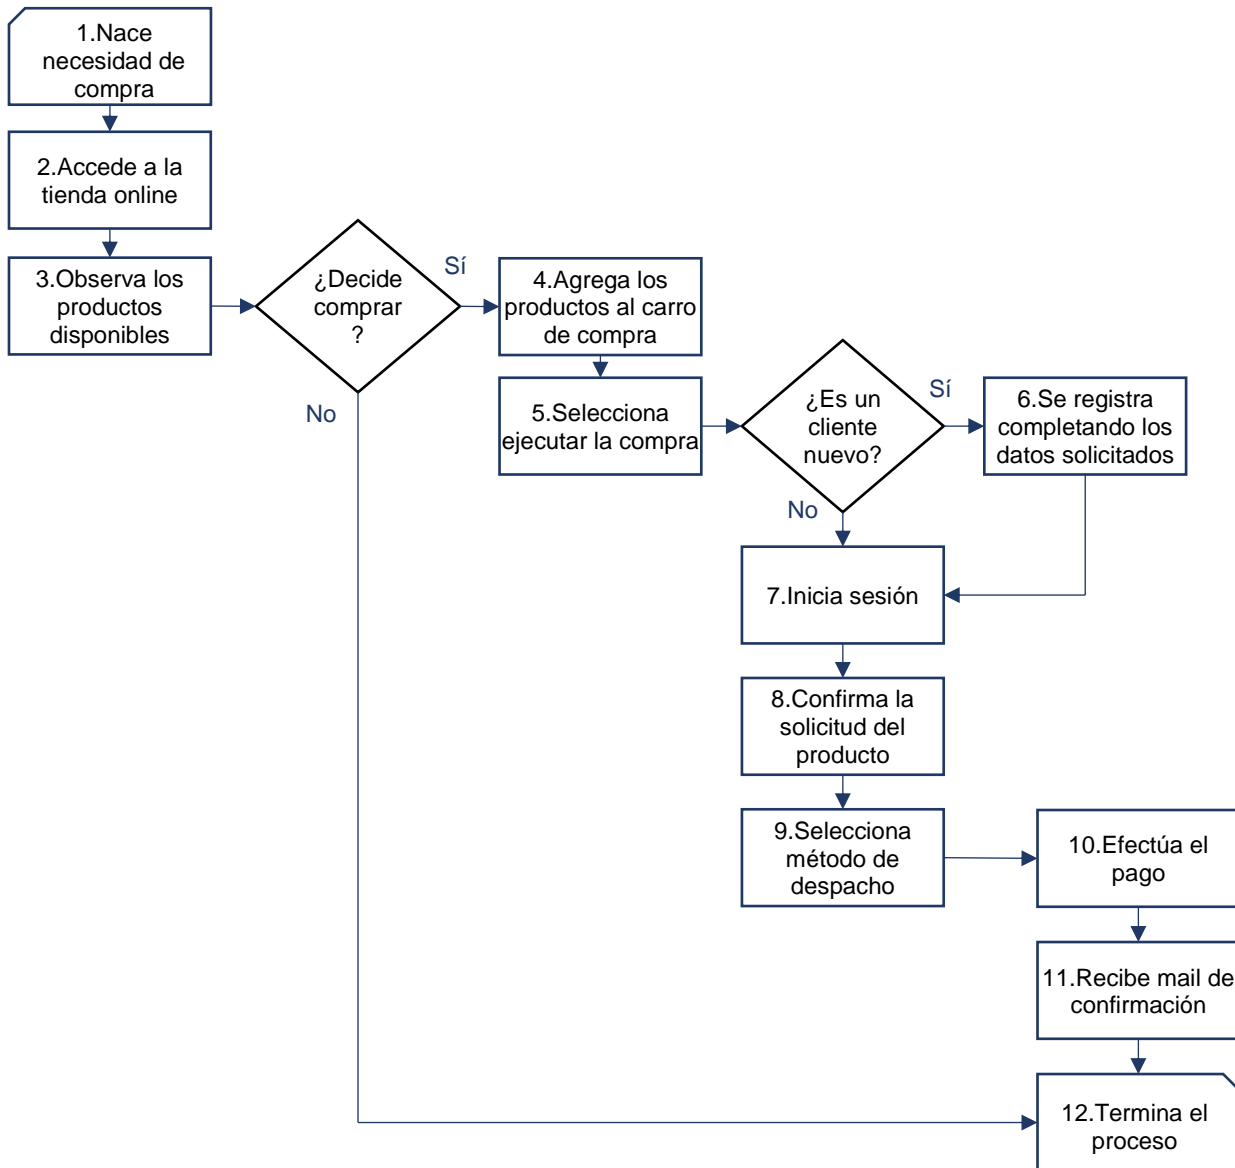 1.Nace
necesidad de
compra
2.Accede a la
tienda online
3.Observa los
productos
disponibles
¿Decide
comprar
?
Sí
No
4.Agrega los
productos al carro
de compra
5.Selecciona
ejecutar la compra
¿Es un
cliente
nuevo?
Sí
No
6.Se registra
completando los
datos solicitados
7.Inicia sesión
8.Confirma la
solicitud del
producto
9.Selecciona
método de
despacho
10.Efectúa el
pago
11.Recibe mail de
confirmación
12.Termina el
proceso